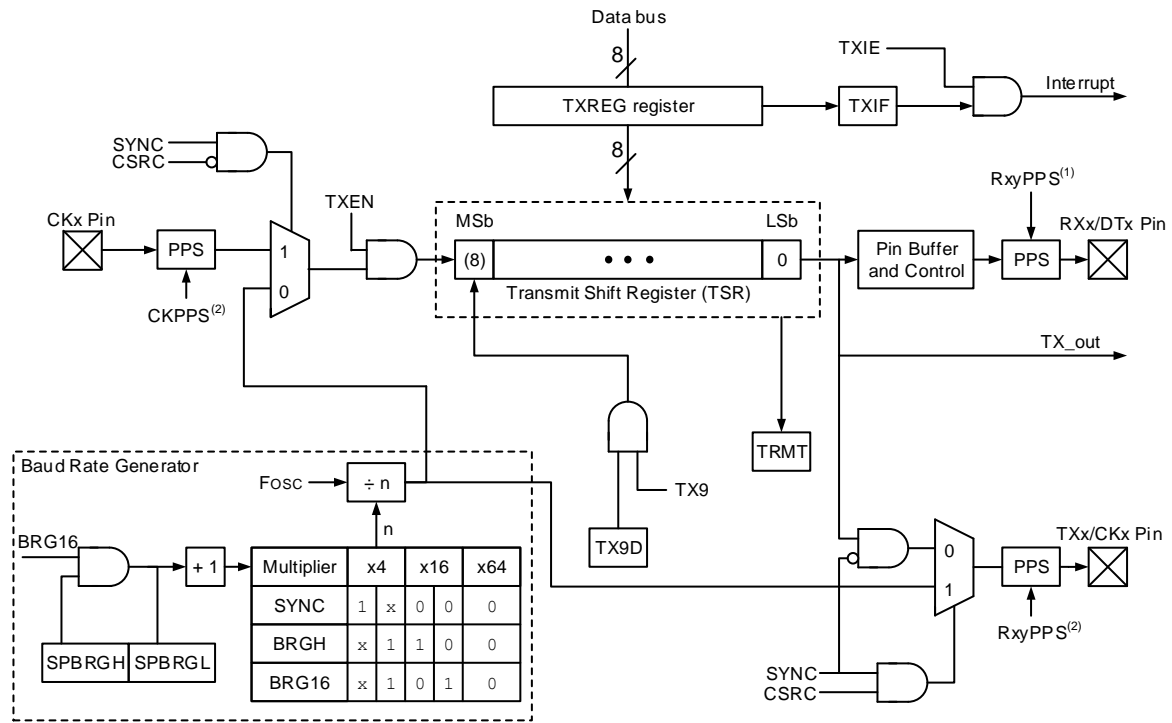 Data bus
8
TXIE
Interrupt
TXREG register
TXIF
SYNC
CSRC
8
RxyPPS(1)
TXEN
CKx Pin
MSb
LSb
RXx/DTx Pin
PPS
1
(8)
• • •
0
Pin Buffer
and Control
PPS
0
Transmit Shift Register (TSR)
CKPPS(2)
TX_out
TRMT
Baud Rate Generator
Fosc
÷ n
TX9
n
TX9D
BRG16
TXx/CKx Pin
+ 1
Multiplier x4 x16 x64
0
PPS
SYNC 1 x 0 0 0
1
BRGH x 1 1 0 0
RxyPPS(2)
SPBRGH SPBRGL
BRG16 x 1 0 1 0
SYNC
CSRC